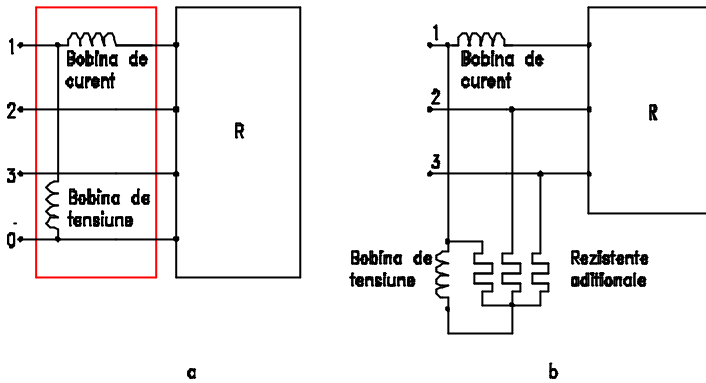 1
Bobina de
curent
2
R
3
Bobina de
tensiune
0
a
1
Bobina de
curent
2
R
3
Bobina de
tensiune
Rezistente
aditionale
b